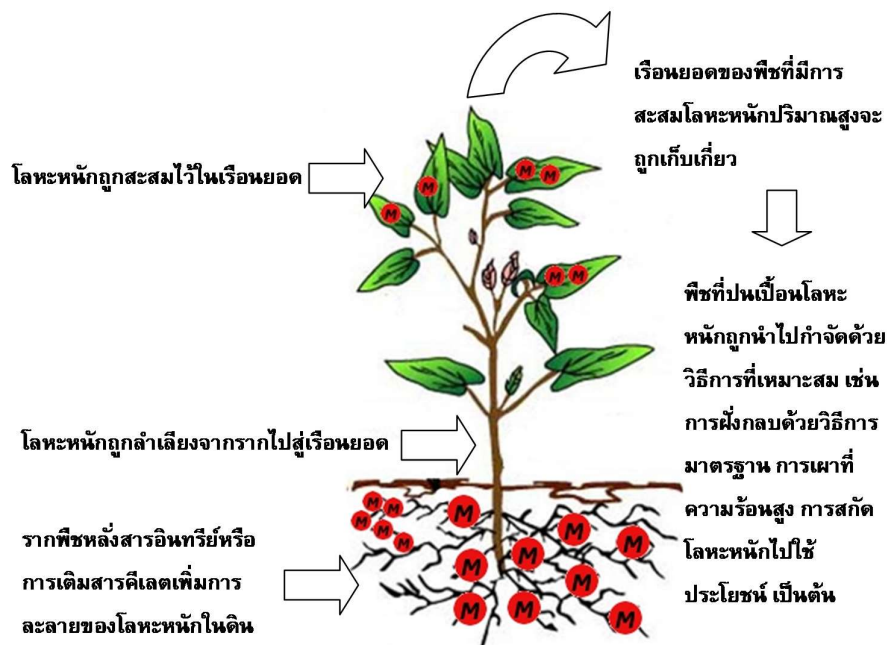 เรือนยอดของพืชที่มีการ
สะสมโลหะหนักปริมาณสูงจะ
ถูกเก็บเกี่ยว
โลหะหนักถูกสะสมไว้ในเรือนยอด
M
M
M
M
M
M
พืชที่ปนเปื้อนโลหะ
หนักถูกนำไปกำจัดด้วย
วิธีการที่เหมาะสม เช่น
การฝังกลบด้วยวิธีการ
มาตรฐาน การเผาที่
ความร้อนสูง การสกัด
โลหะหนักไปใช้
ประโยชน์ เป็นต้น
โลหะหนักถูกลำเลียงจากรากไปสู่เรือนยอด
รากพืชหลั่งสารอินทรีย์หรือ
การเติมสารคีเลตเพิ่มการ
ละลายของโลหะหนักในดิน
M
M
M
M
M
M
M
M
M
M
M
M
M
M